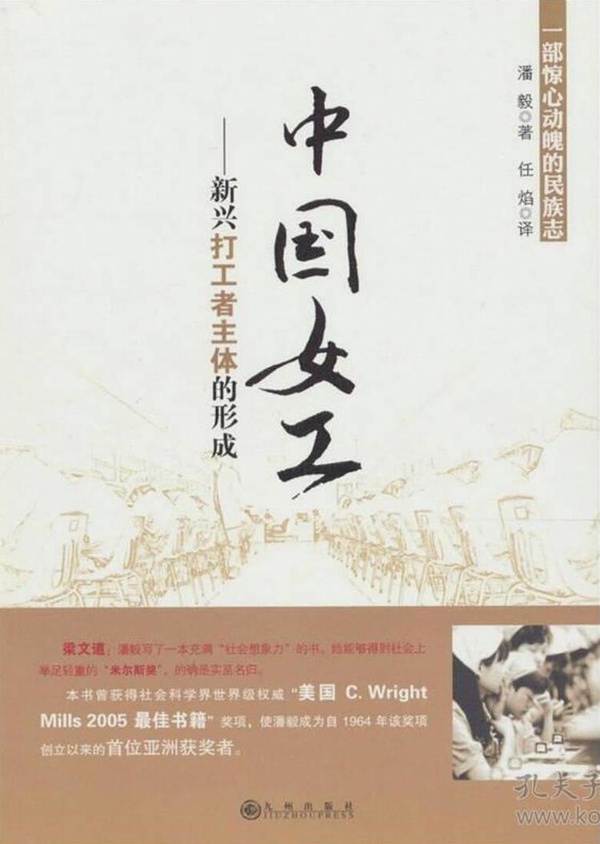 一部惊心动魄的民族志
潘 毅◎著 任 焰◎译
中国女工
——新兴打工者主体的形成
梁文道：潘毅写了一本充满“社会想象力”的书。她能够得到社会上
举足轻重的“米尔斯奖”，的确是实至名归。
本书曾获得社会科学界世界级权威“美国 C. Wright
Mills 2005 最佳书籍”奖项，使潘毅成为自 1964 年该奖项
创立以来的首位亚洲获奖者。
九州出版社
JIUZHOUPRESS
孔夫子
www.ko